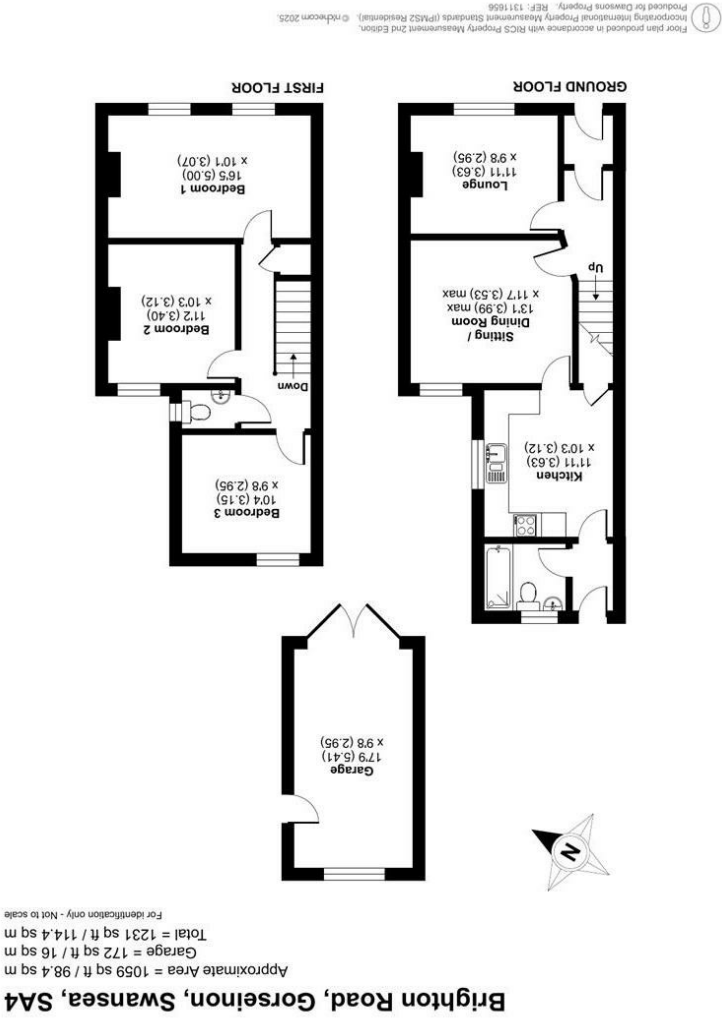 Brighton Road, Gorseinon, Swansea, SA4
Approximate Area = 1059 sq ft / 98.4 sq m
Garage = 172 sq ft / 16 sq m
Total = 1231 sq ft / 114.4 sq m
For identification only - Not to scale
N
Garage
17'9 (5.41)
x 9'8 (2.95)
Kitchen
11'11 (3.63)
x 10'3 (3.12)
Sitting /
Dining Room
13'1 (3.99) max
x 11'7 (3.53) max
Up
Lounge
11'11 (3.63)
x 9'8 (2.95)
GROUND FLOOR
Bedroom 3
10'4 (3.15)
x 9'8 (2.95)
Down
Bedroom 2
11'2 (3.40)
x 10'3 (3.12)
Bedroom 1
16'5 (5.00)
x 10'1 (3.07)
FIRST FLOOR
Floor plan produced in accordance with RICS Property Measurement 2nd Edition,
Incorporating International Property Measurement Standards (IPMS2 Residential). © nichecom 2025.
Produced for Dawsons Property. REF: 1311656